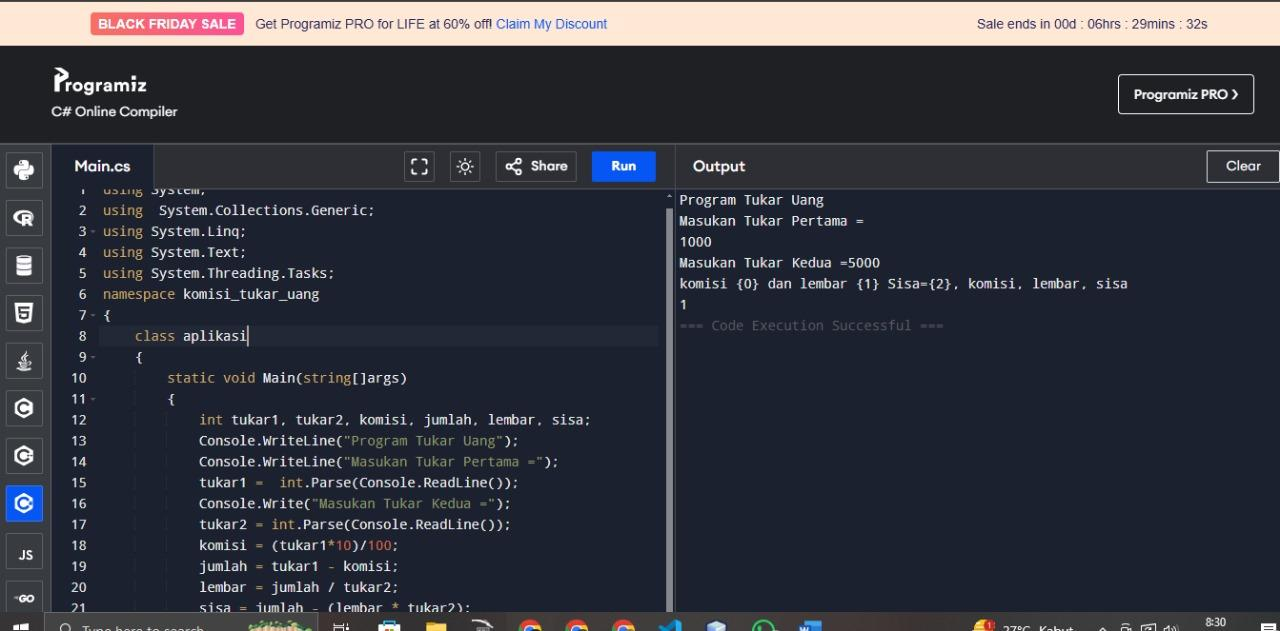 BLACK FRIDAY SALE Get Programiz PRO for LIFE at 60% off! Claim My Discount Sale ends in 00d : 06hrs : 29mins : 32s
Programiz
C# Online Compiler
Programiz PRO ❯
Main.cs
Share
Run
Output
Clear
1 using System;
2 using  System.Collections.Generic;
3 using System.Linq;
4 using System.Text;
5 using System.Threading.Tasks;
6 namespace komisi_tukar_uang
7 {
8     class aplikasi
9     {
10         static void Main(string[]args)
11         {
12             int tukar1, tukar2, komisi, jumlah, lembar, sisa;
13             Console.WriteLine("Program Tukar Uang");
14             Console.WriteLine("Masukan Tukar Pertama =");
15             tukar1 =  int.Parse(Console.ReadLine());
16             Console.Write("Masukan Tukar Kedua =");
17             tukar2 = int.Parse(Console.ReadLine());
18             komisi = (tukar1*10)/100;
19             jumlah = tukar1 - komisi;
20             lembar = jumlah / tukar2;
21             sisa = jumlah - (lembar * tukar2);
Program Tukar Uang
Masukan Tukar Pertama =
1000
Masukan Tukar Kedua =5000
komisi {0} dan lembar {1} Sisa={2}, komisi, lembar, sisa
1
=== Code Execution Successful ===
JS
GO
Type here to search
27°C Kabut
8:30